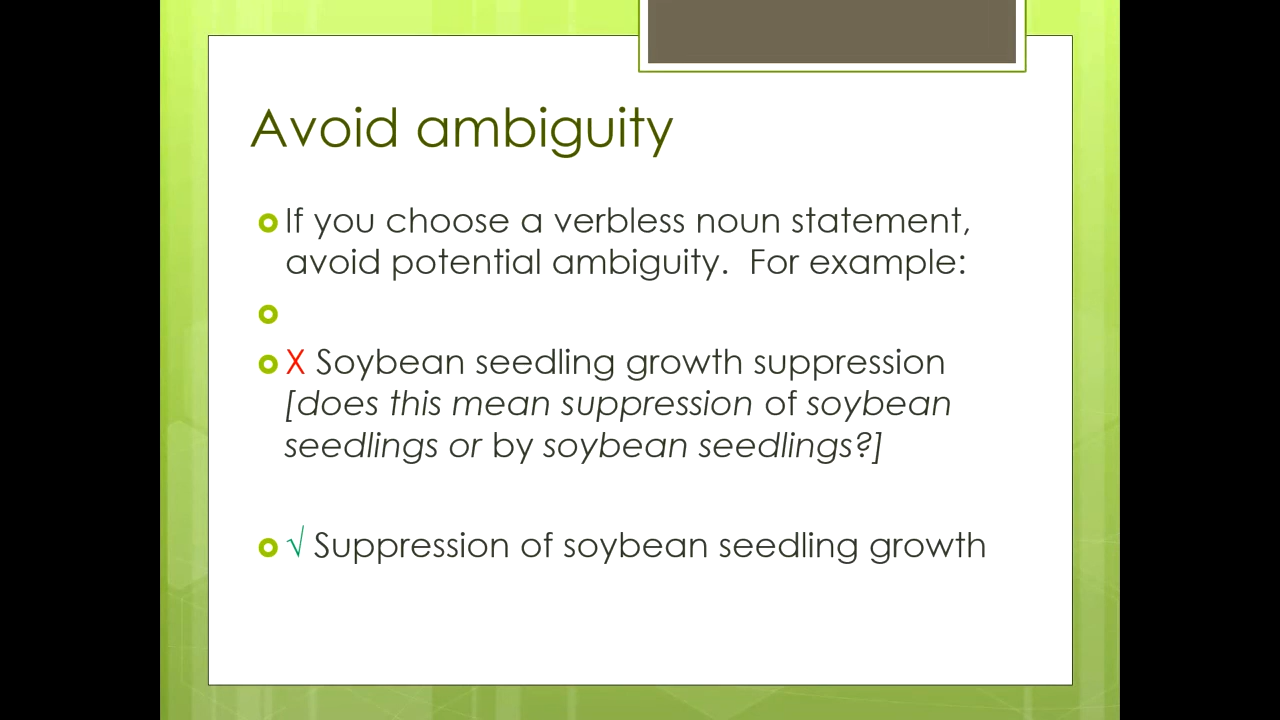 Avoid ambiguity
If you choose a verbless noun statement,
avoid potential ambiguity.  For example:
X Soybean seedling growth suppression
[does this mean suppression of soybean
seedlings or by soybean seedlings?]
√ Suppression of soybean seedling growth